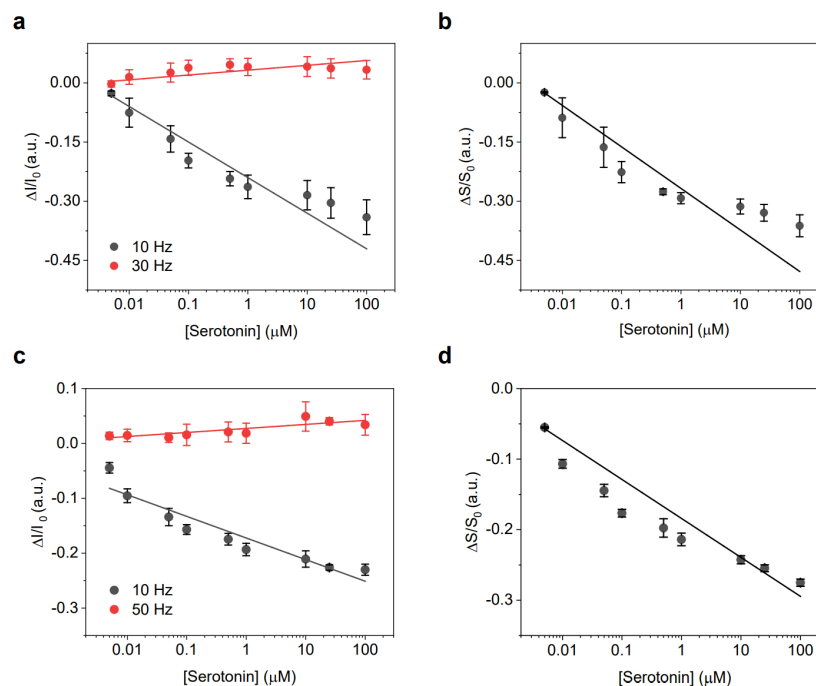 a
ΔI/I₀ (a.u.)
0.00
-0.15
-0.30
-0.45
10 Hz
30 Hz
0.01 0.1 1 10 100
[Serotonin] (μM)
b
ΔS/S₀ (a.u.)
0.00
-0.15
-0.30
-0.45
0.01 0.1 1 10 100
[Serotonin] (μM)
c
ΔI/I₀ (a.u.)
0.1
0.0
-0.1
-0.2
-0.3
10 Hz
50 Hz
0.01 0.1 1 10 100
[Serotonin] (μM)
d
ΔS/S₀ (a.u.)
0.0
-0.1
-0.2
-0.3
0.01 0.1 1 10 100
[Serotonin] (μM)